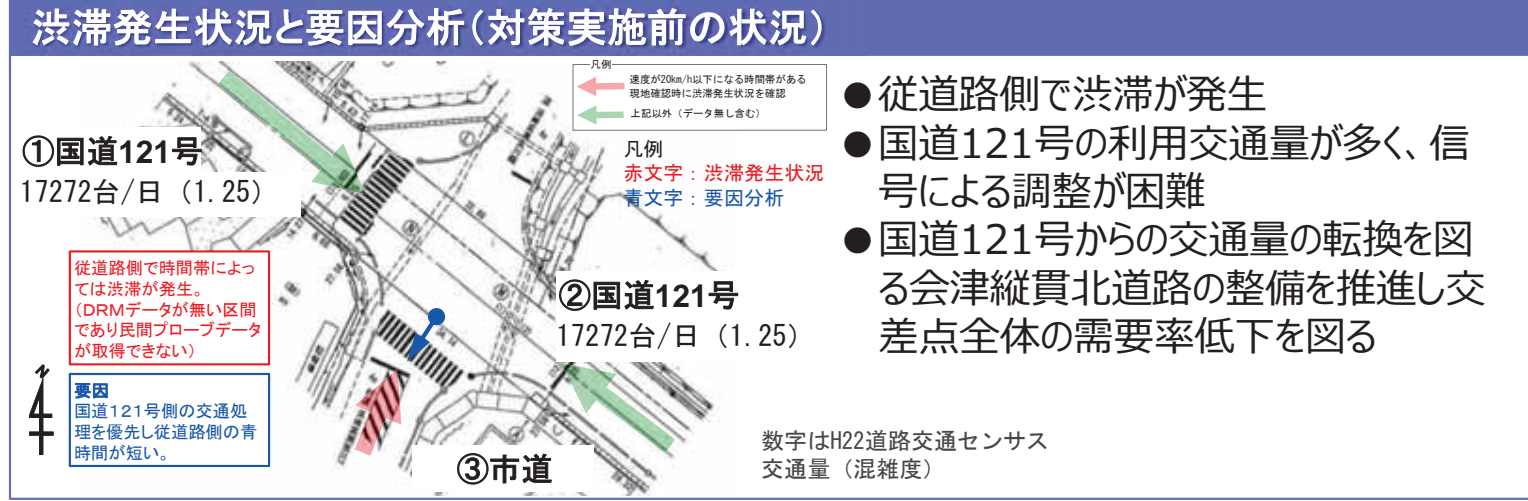 渋滞発生状況と要因分析(対策実施前の状況)
凡例
速度が20km/h以下になる時間帯がある
現地確認時に渋滞発生状況を確認
上記以外（データ無し含む）
凡例
赤文字：渋滞発生状況
青文字：要因分析
①国道121号
17272台/日（1.25）
従道路側で時間帯によっ
ては渋滞が発生。
(DRMデータが無い区間
であり民間プローブデータ
が取得できない)
要因
国道121号側の交通処
理を優先し従道路側の青
時間が短い。
②国道121号
17272台/日（1.25）
③市道
●従道路側で渋滞が発生
●国道121号の利用交通量が多く、信
号による調整が困難
●国道121号からの交通量の転換を図
る会津縦貫北道路の整備を推進し交
差点全体の需要率低下を図る
数字はH22道路交通センサス
交通量（混雑度）